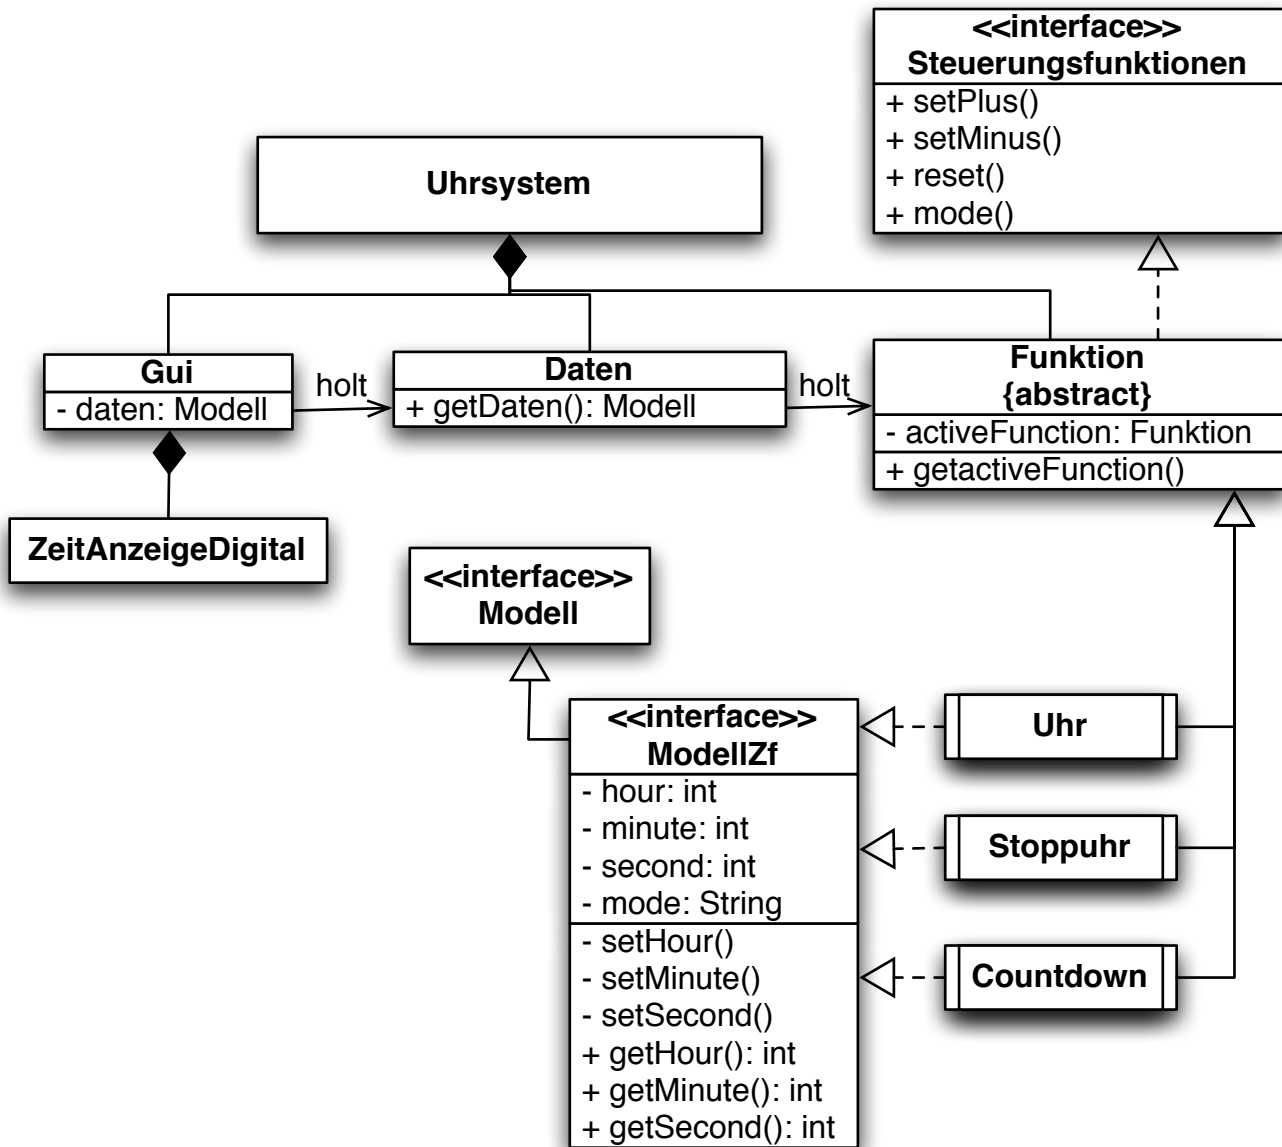 <<interface>>
Steuerungsfunktionen
+ setPlus()
+ setMinus()
+ reset()
+ mode()
Uhrsystem
Gui
- daten: Modell
holt
Daten
+ getDaten(): Modell
holt
Funktion
{abstract}
- activeFunction: Funktion
+ getactiveFunction()
ZeitAnzeigeDigital
<<interface>>
Modell
<<interface>>
ModellZf
- hour: int
- minute: int
- second: int
- mode: String
- setHour()
- setMinute()
- setSecond()
+ getHour(): int
+ getMinute(): int
+ getSecond(): int
Uhr
Stoppuhr
Countdown